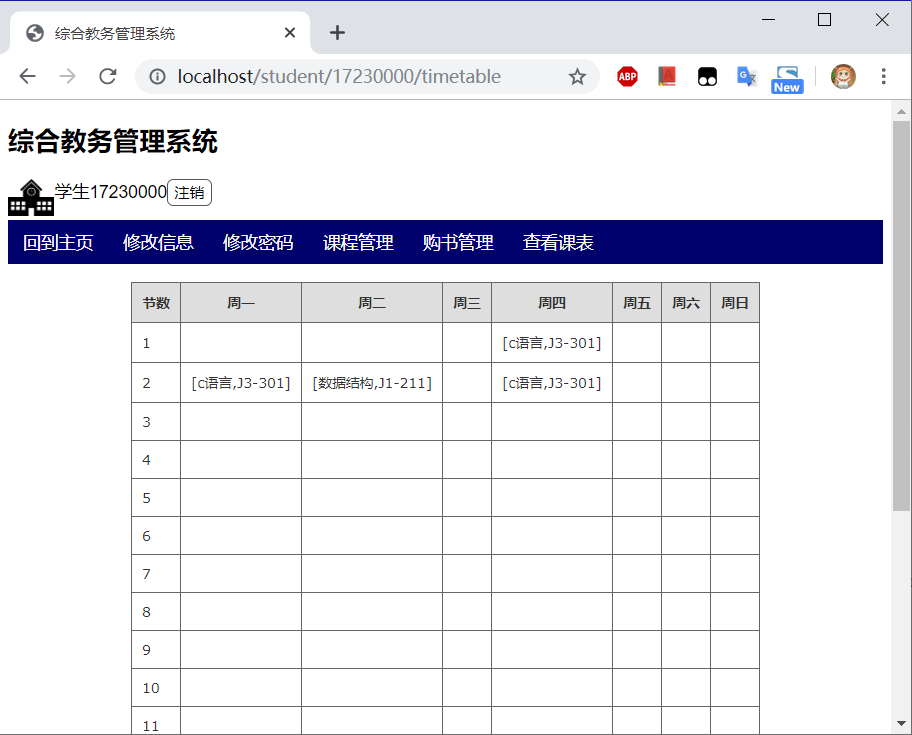 综合教务管理系统
localhost/student/17230000/timetable
ABP
A
G
New
综合教务管理系统
学生17230000 注销
回到主页 修改信息 修改密码 课程管理 购书管理 查看课表
节数 周一 周二 周三 周四 周五 周六 周日
1 [c语言,J3-301]
2 [c语言,J3-301] [数据结构,J1-211] [c语言,J3-301]
3
4
5
6
7
8
9
10
11